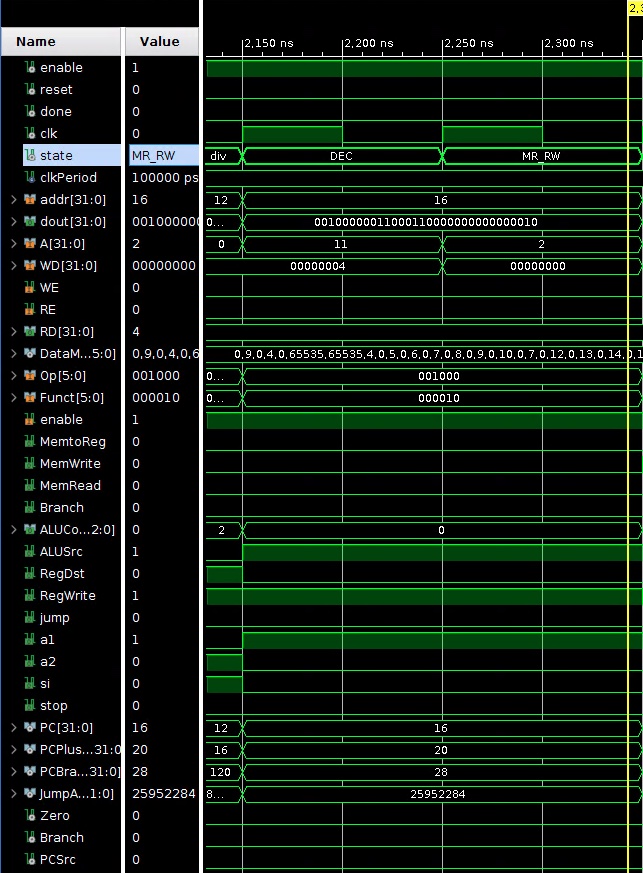 2,3
Name Value 2,150 ns 2,200 ns 2,250 ns 2,300 ns
enable 1
reset 0
done 0
clk 0
state MR_RW div DEC MR_RW
clkPeriod 100000 ps
addr[31:0] 16 12 16
dout[31:0] 001000000 0... 00100000011000110000000000000010
A[31:0] 2 0 11 2
WD[31:0] 00000000 00000004 00000000
WE 0
RE 0
RD[31:0] 4
DataM...5:0] 0,9,0,4,0,6 0,9,0,4,0,65535,65535,4,0,5,0,6,0,7,0,8,0,9,0,10,0,7,0,12,0,13,0,14,0,1
Op[5:0] 001000 0... 001000
Funct[5:0] 000010 0... 000010
enable 1
MemtoReg 0
MemWrite 0
MemRead 0
Branch 0
ALUCo...2:0] 0 2 0
ALUSrc 1
RegDst 0
RegWrite 1
jump 0
a1 1
a2 0
si 0
stop 0
PC[31:0] 16 12 16
PCPlus...31:0 20 16 20
PCBra...31:0] 28 120 28
JumpA...1:0] 25952284 8... 25952284
Zero 0
Branch 0
PCSrc 0